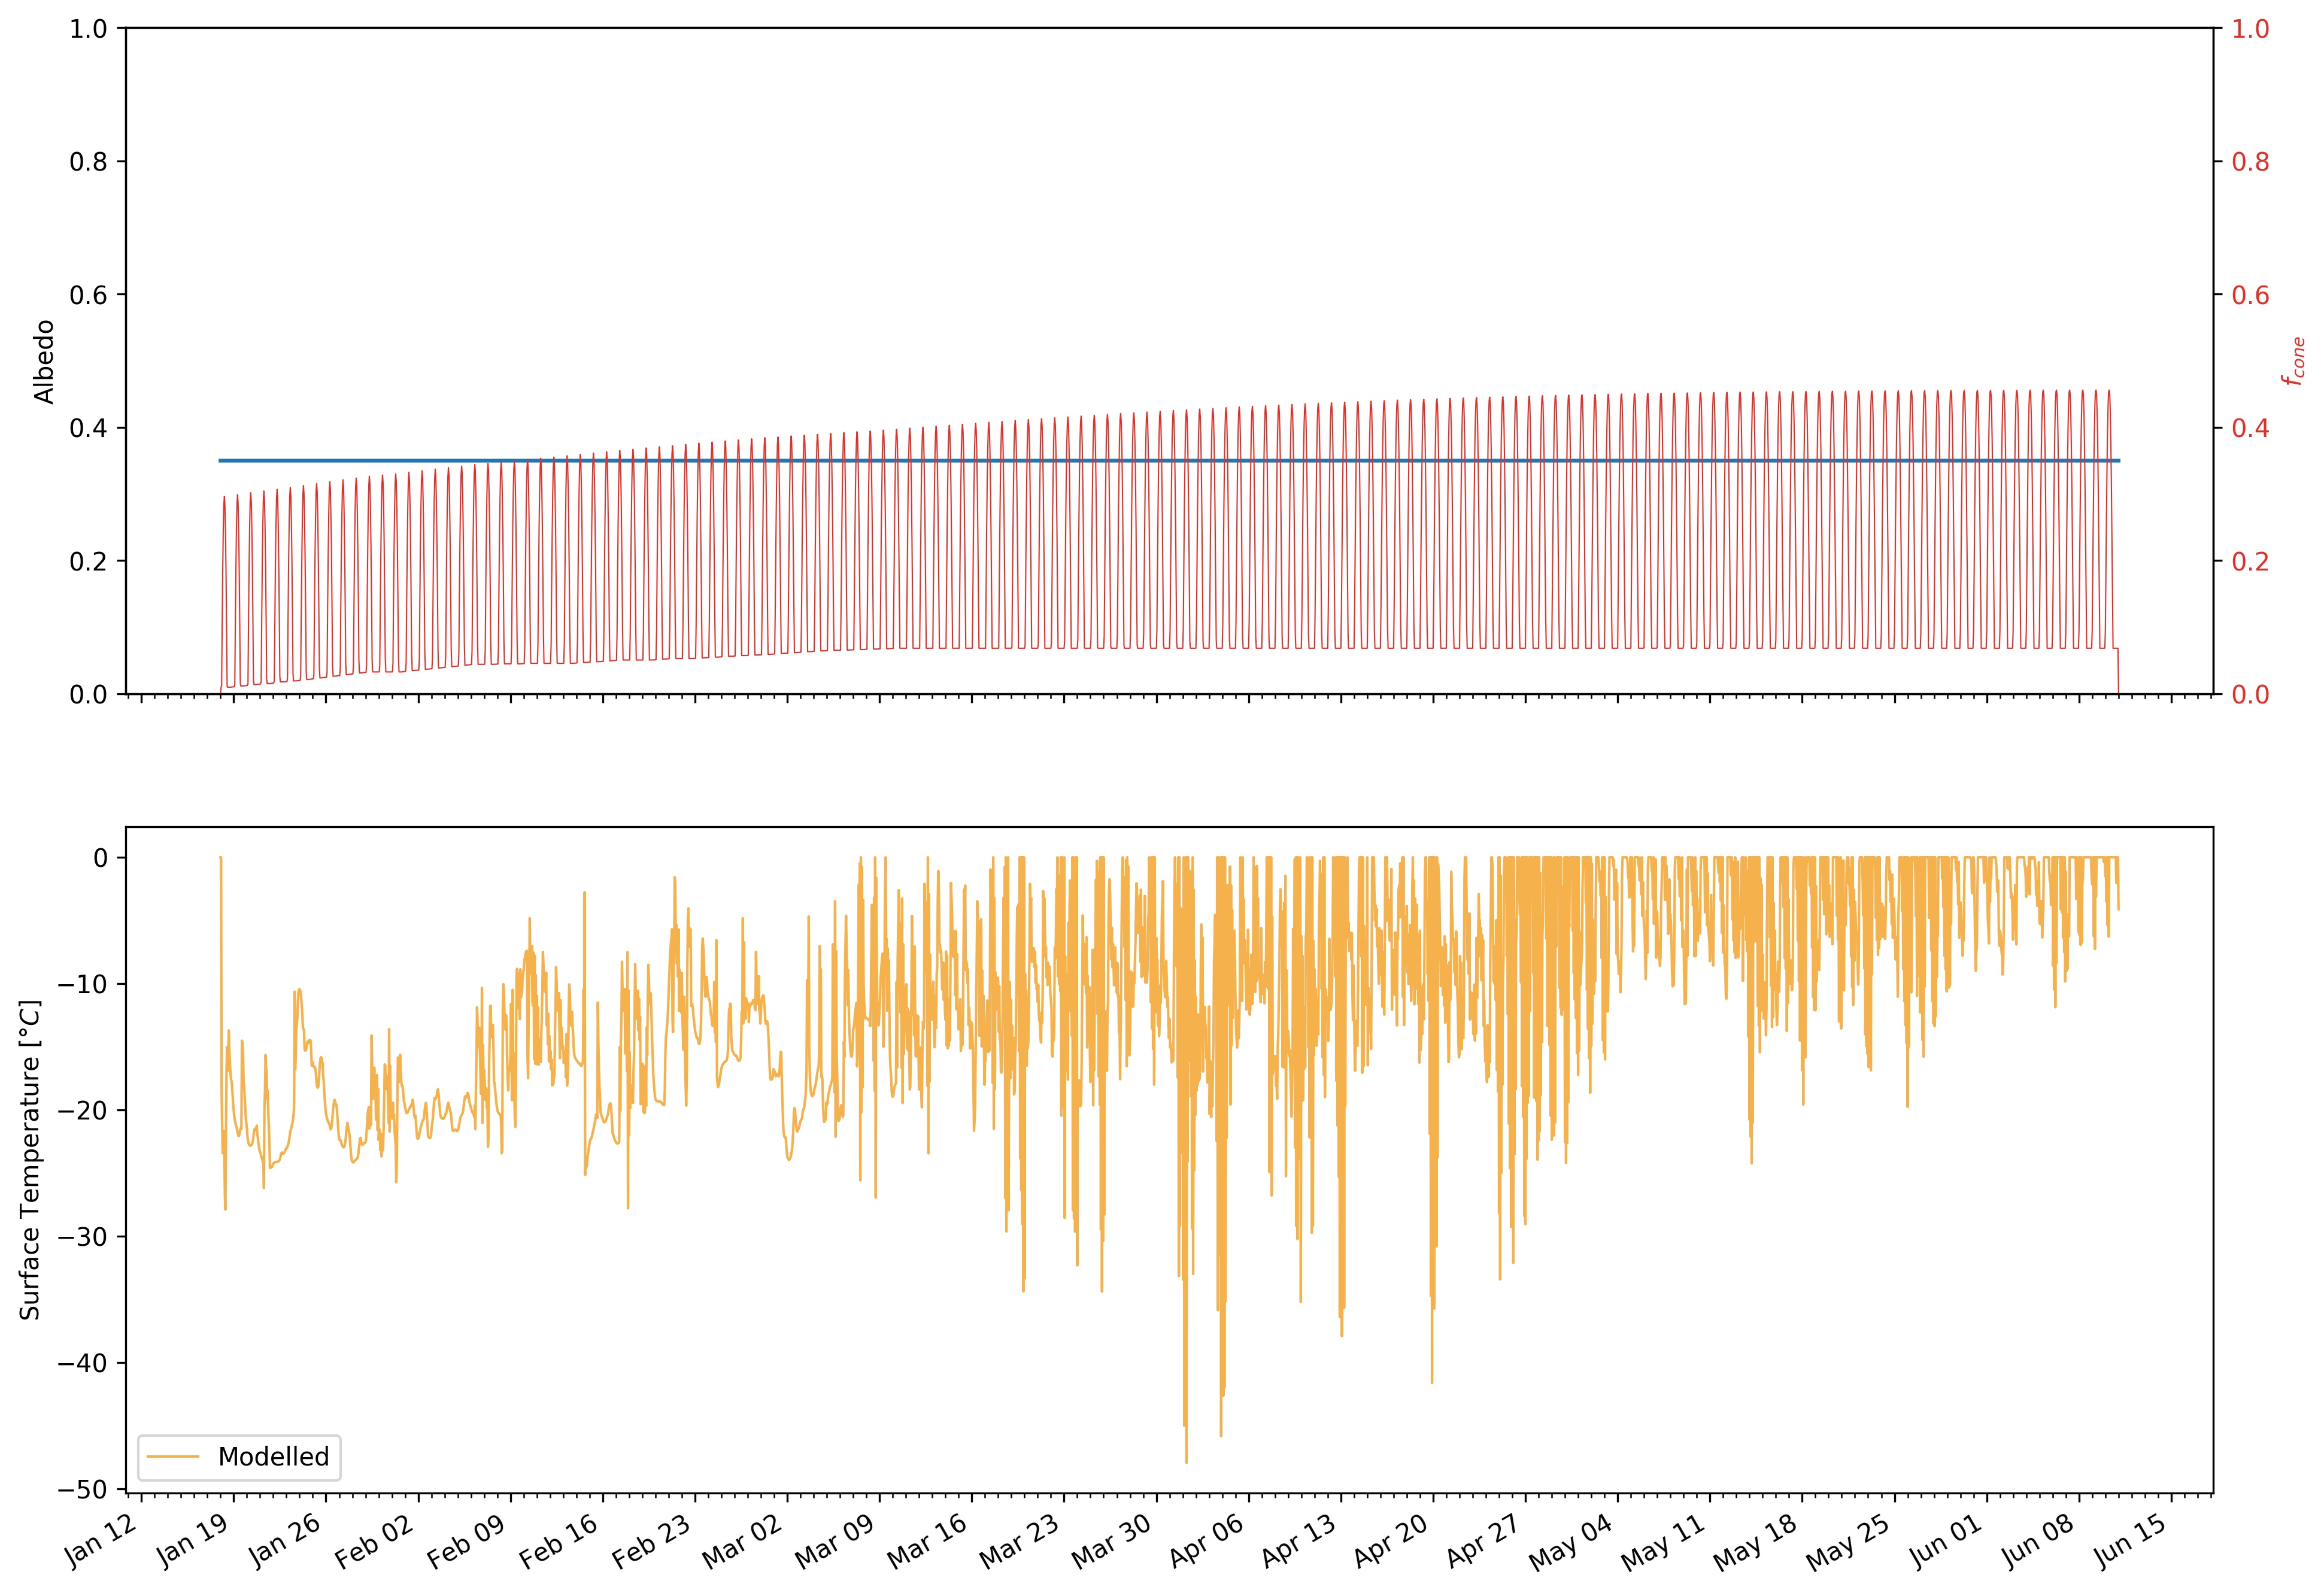 1.0
0.8
0.6
0.4
0.2
0.0
Albedo
1.0
0.8
0.6
0.4
0.2
0.0
f_cone
0
−10
−20
−30
−40
−50
Surface Temperature [°C]
Modelled
Jan 12
Jan 19
Jan 26
Feb 02
Feb 09
Feb 16
Feb 23
Mar 02
Mar 09
Mar 16
Mar 23
Mar 30
Apr 06
Apr 13
Apr 20
Apr 27
May 04
May 11
May 18
May 25
Jun 01
Jun 08
Jun 15